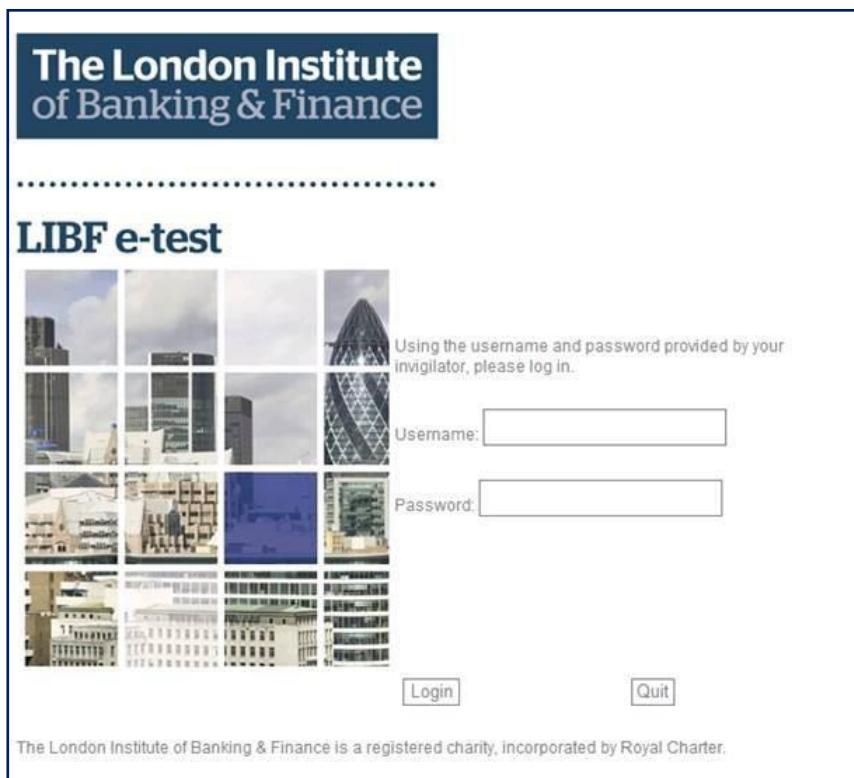 The London Institute
of Banking & Finance
LIBF e-test
Using the username and password provided by your
invigilator, please log in.
Username:
Password:
Login Quit
The London Institute of Banking & Finance is a registered charity, incorporated by Royal Charter.